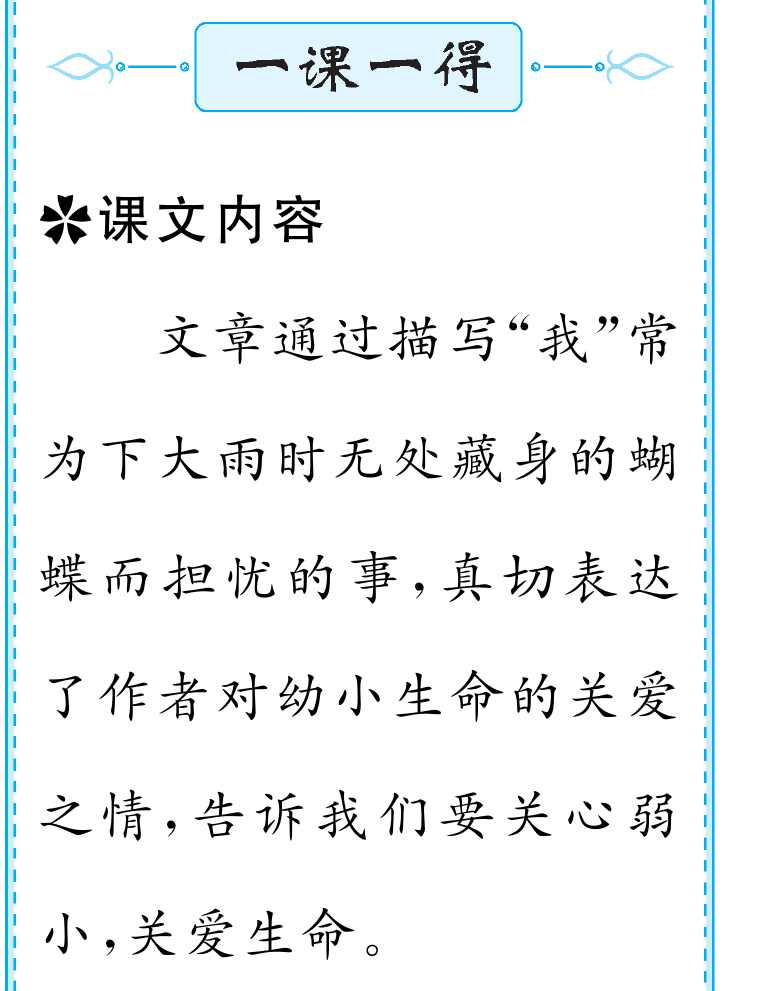 一课一得
课文内容
文章通过描写“我”常
为下大雨时无处藏身的蝴
蝶而担忧的事,真切表达
了作者对幼小生命的关爱
之情,告诉我们要关心弱
小,关爱生命。